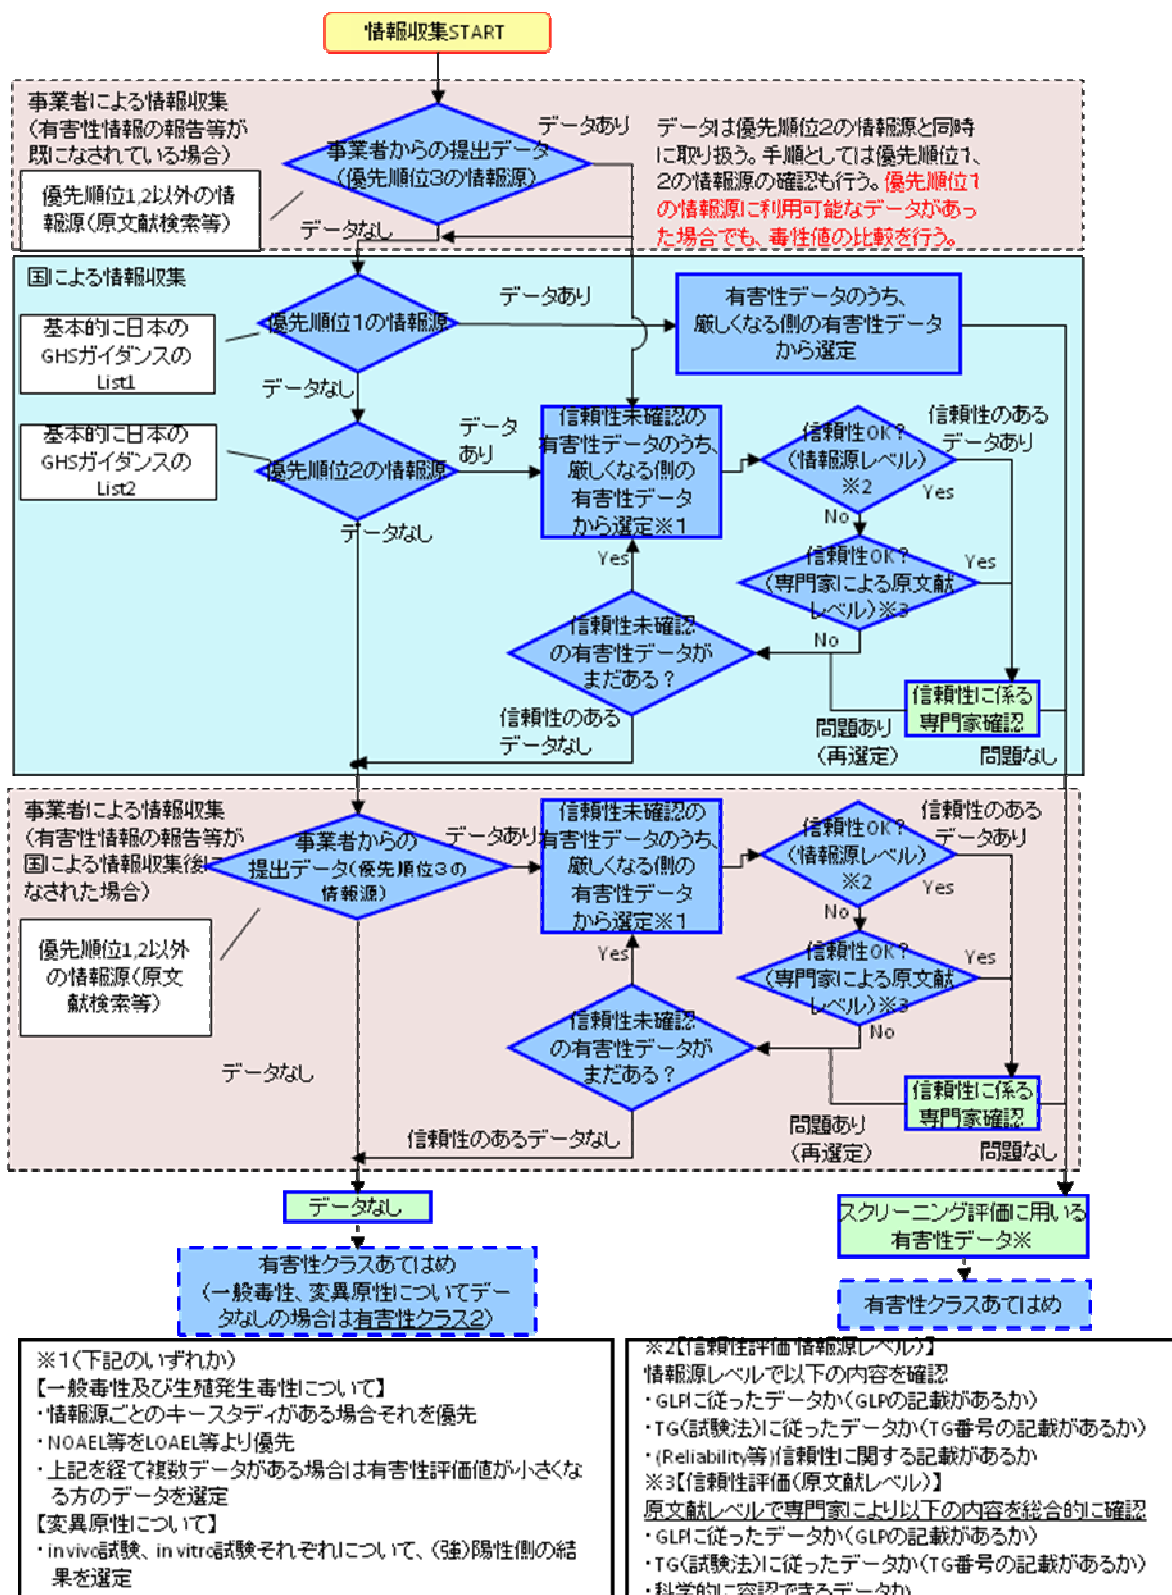 情報収集START
事業者による情報収集
(有害性情報の報告等が
既になされている場合)
データあり
事業者からの提出データ
(優先順位3の情報源)
データは優先順位2の情報源と同時
に取り扱う。手順としては優先順位1、
2の情報源の確認も行う。優先順位1
の情報源に利用可能なデータがあっ
た場合でも、毒性値の比較を行う。
優先順位1,2以外の情
報源(原文献検索等)
データなし
国による情報収集
データあり
有害性データのうち、
厳しくなる側の有害性データ
から選定
優先順位1の情報源
基本的に日本の
GHSガイダンスの
List1
データなし
データ
あり
信頼性未確認の
有害性データのうち、
厳しくなる側の
有害性データ
から選定※1
信頼性OK?
(情報源レベル)
※2
信頼性のある
データあり
基本的に日本の
GHSガイダンスの
List2
優先順位2の情報源
Yes
No
データなし
Yes
信頼性OK?
(専門家による原文献
レベル)※3
Yes
No
信頼性未確認
の有害性データが
まだある?
信頼性に係る
専門家確認
信頼性のある
データなし
問題あり
(再選定)
問題なし
事業者による情報収集
(有害性情報の報告等が
国による情報収集後に
なされた場合)
事業者からの
提出データ(優先順位3の
情報源)
データあり
信頼性未確認の
有害性データのうち、
厳しくなる側の
有害性データ
から選定※1
信頼性OK?
(情報源レベル)
※2
信頼性のある
データあり
Yes
No
優先順位1,2以外
の情報源(原文
献検索等)
Yes
信頼性OK?
(専門家による原文献
レベル)※3
Yes
No
信頼性未確認
の有害性データが
まだある?
データなし
信頼性に係る
専門家確認
信頼性のあるデータなし
問題あり
(再選定)
問題なし
データなし
スクリーニング評価に用いる
有害性データ※
有害性クラスあてはめ
(一般毒性、変異原性についてデー
タなしの場合は有害性クラス2)
有害性クラスあてはめ
※1(下記のいずれか)
【一般毒性及び生殖発生毒性について】
・情報源ごとのキースタディがある場合それを優先
・NOAEL等をLOAEL等より優先
・上記を経て複数データがある場合は有害性評価値が小さくな
る方のデータを選定
【変異原性について】
・in vivo試験、in vitro試験それぞれについて、(強)陽性側の結
果を選定
※2【信頼性評価(情報源レベル)】
情報源レベルで以下の内容を確認
・GLPに従ったデータか(GLPの記載があるか)
・TG(試験法)に従ったデータか(TG番号の記載があるか)
・(Reliability等)信頼性に関する記載があるか
※3【信頼性評価(原文献レベル)】
原文献レベルで専門家により以下の内容を総合的に確認
・GLPに従ったデータか(GLPの記載があるか)
・TG(試験法)に従ったデータか(TG番号の記載があるか)
・科学的に容認できるデータか